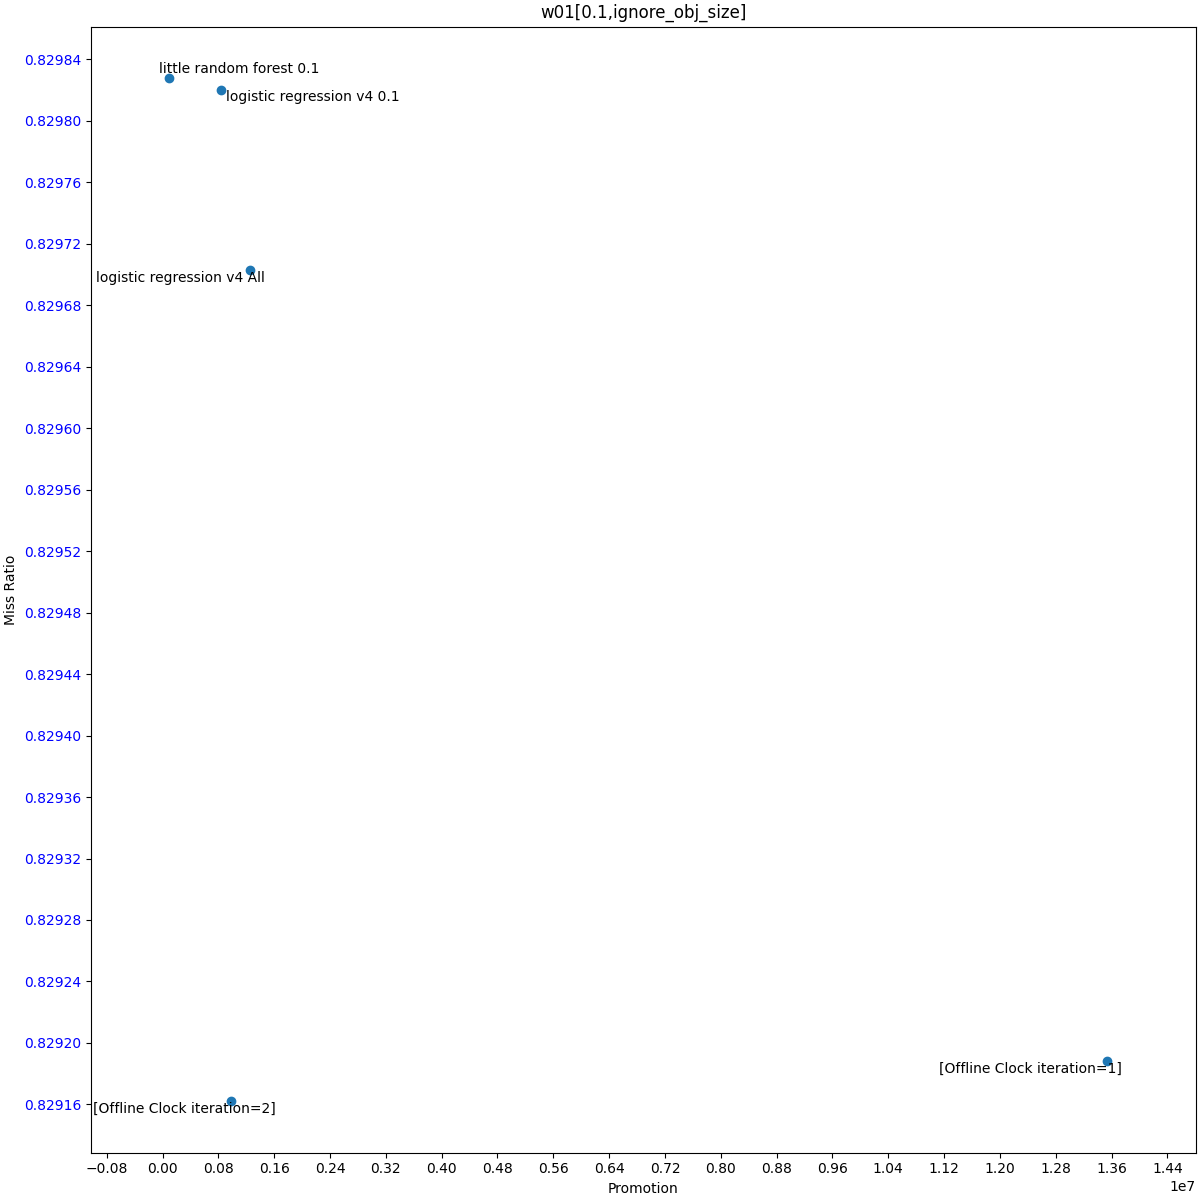 w01[0.1,ignore_obj_size]
0.82984
little random forest 0.1
logistic regression v4 0.1
0.82980
0.82976
0.82972
logistic regression v4 All
0.82968
0.82964
0.82960
0.82956
0.82952
0.82948
0.82944
0.82940
0.82936
0.82932
0.82928
0.82924
0.82920
[Offline Clock iteration=1]
0.82916
[Offline Clock iteration=2]
Miss Ratio
−0.08 0.00 0.08 0.16 0.24 0.32 0.40 0.48 0.56 0.64 0.72 0.80 0.88 0.96 1.04 1.12 1.20 1.28 1.36 1.44
1e7
Promotion